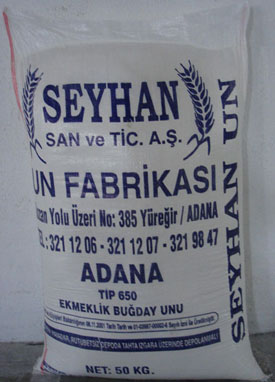 SEYHAN
SAN ve TİC. A.Ş.
UN FABRİKASI
Yolu Üzeri No: 385 Yüreğir / ADANA
TEL : 321 12 06 - 321 12 07 - 321 98 47
ADANA
TİP 650
EKMEKLİK BUĞDAY UNU
NET: 50 KG.
SEYHAN UN